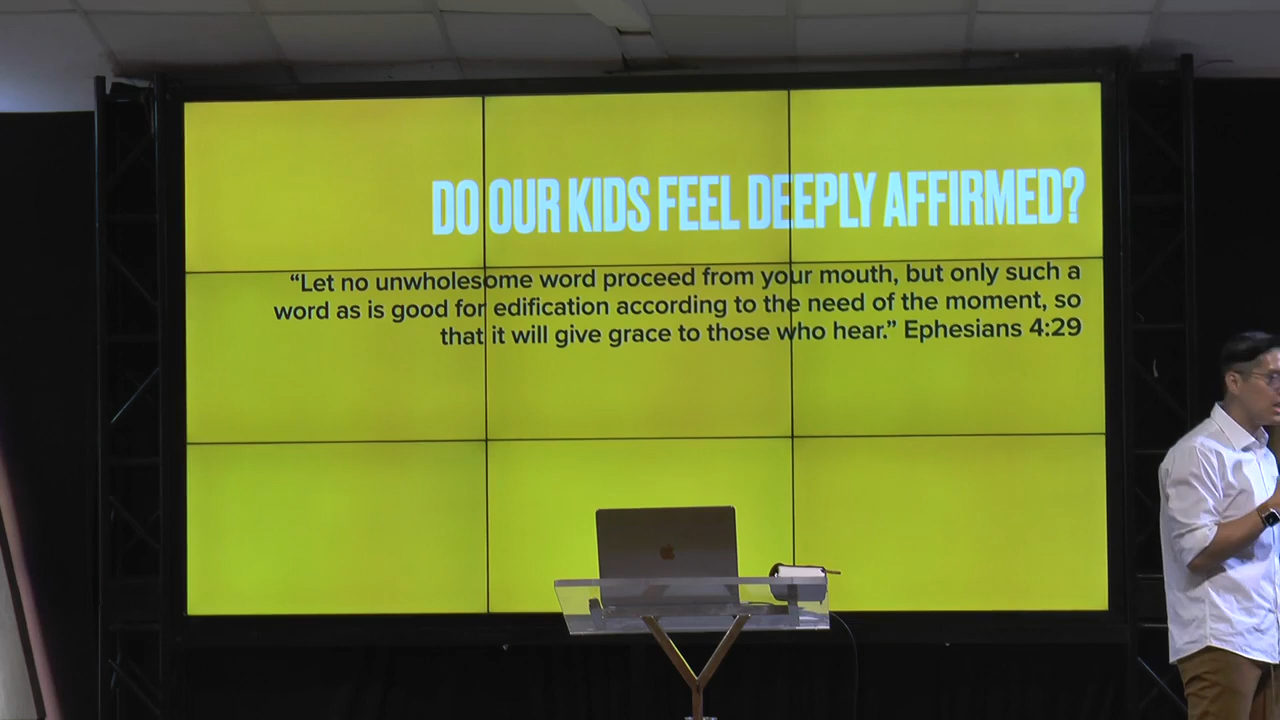 DO OUR KIDS FEEL DEEPLY AFFIRMED?
“Let no unwholesome word proceed from your mouth, but only such a
word as is good for edification according to the need of the moment, so
that it will give grace to those who hear.” Ephesians 4:29